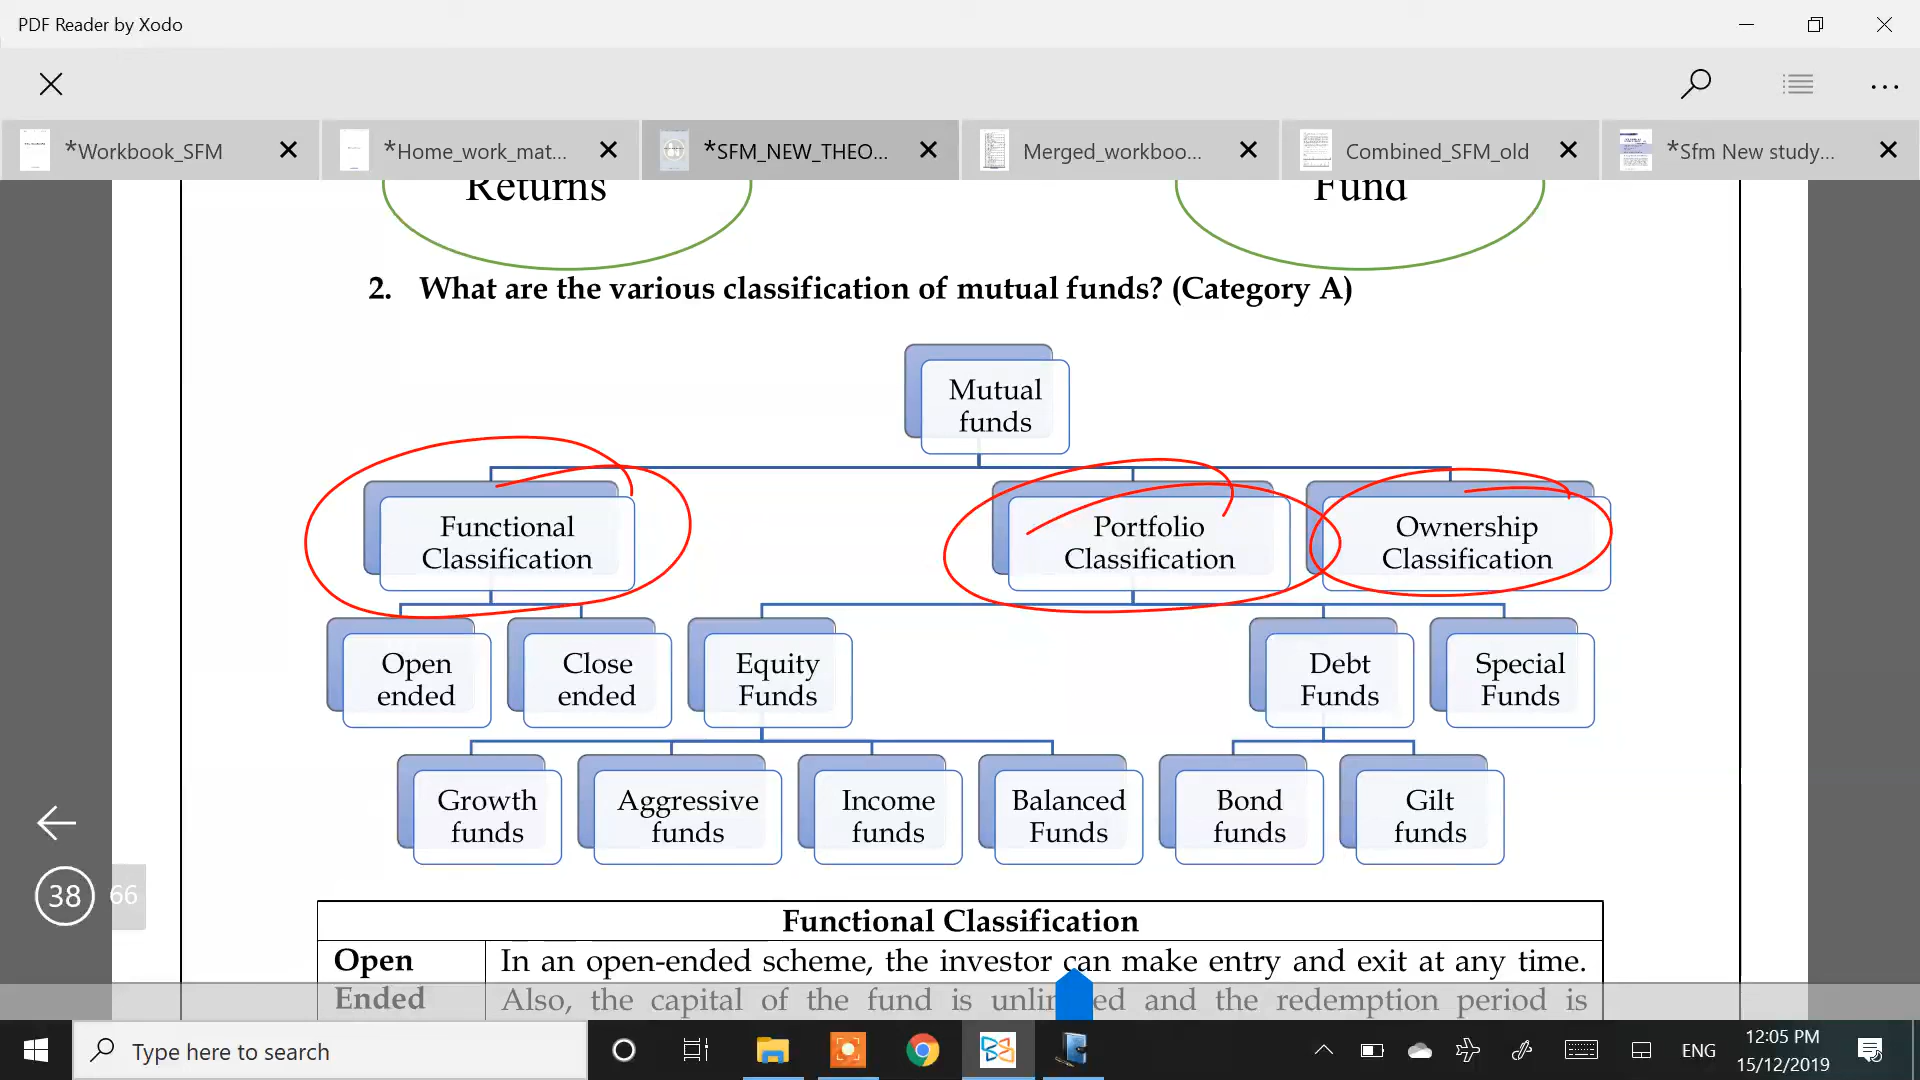 PDF Reader by Xodo
*Workbook_SFM
*Home_work_mat...
*SFM_NEW_THEO...
Merged_workboo...
Combined_SFM_old
*Sfm New study...
Returns
Fund
2. What are the various classification of mutual funds? (Category A)
Mutual
funds
Functional
Classification
Portfolio
Classification
Ownership
Classification
Open
ended
Close
ended
Equity
Funds
Debt
Funds
Special
Funds
Growth
funds
Aggressive
funds
Income
funds
Balanced
Funds
Bond
funds
Gilt
funds
38
66
Functional Classification
Open
Ended
In an open-ended scheme, the investor can make entry and exit at any time.
Also, the capital of the fund is unlimited and the redemption period is
Type here to search
ENG
12:05 PM
15/12/2019